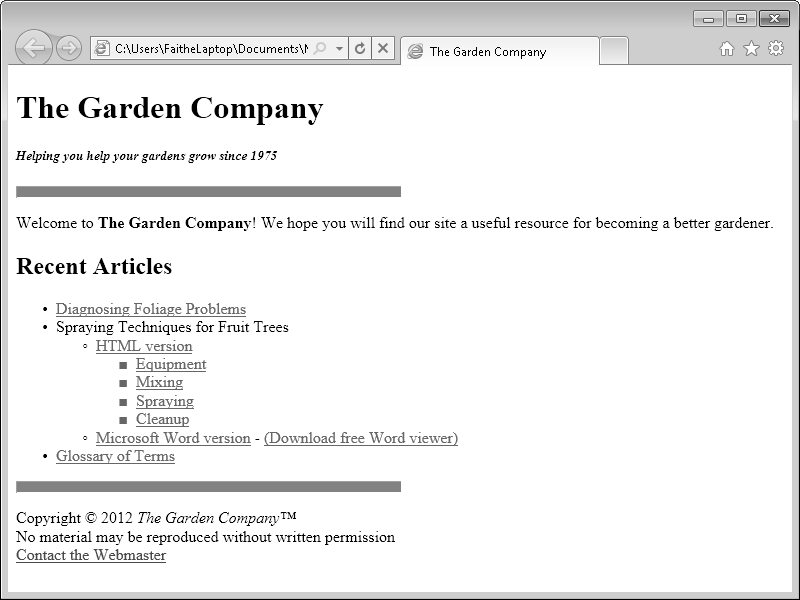 C:\Users\FaitheLaptop\Documents\
The Garden Company
The Garden Company
Helping you help your gardens grow since 1975
Welcome to The Garden Company! We hope you will find our site a useful resource for becoming a better gardener.
Recent Articles
• Diagnosing Foliage Problems
• Spraying Techniques for Fruit Trees
◦ HTML version
▪ Equipment
▪ Mixing
▪ Spraying
▪ Cleanup
◦ Microsoft Word version - (Download free Word viewer)
• Glossary of Terms
Copyright © 2012 The Garden Company™
No material may be reproduced without written permission
Contact the Webmaster